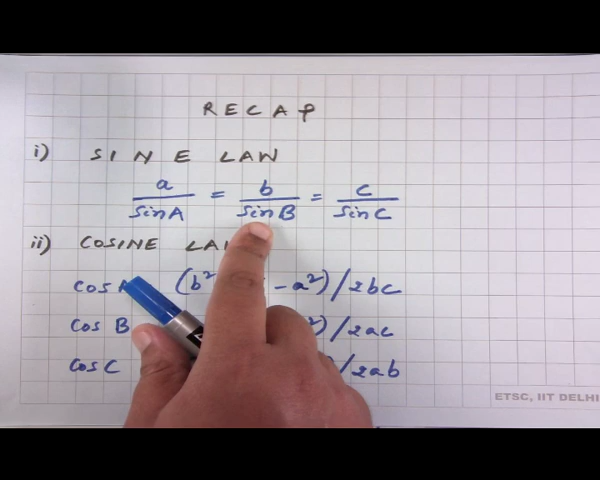 RECAP
i) SINE LAW
a/sinA = b/sinB = c/sinC
ii) COSINE
cos (b² - a²)/2bc
cos B ²)/2ac
cos C )/2ab
ETSC, IIT DELHI